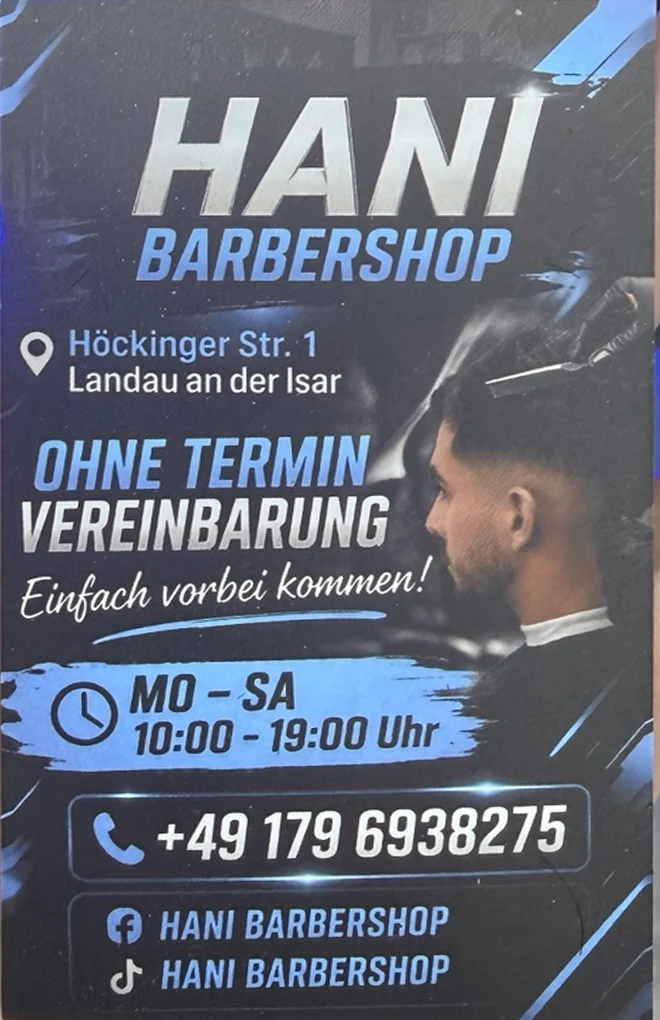 HANI
BARBERSHOP
Höckinger Str. 1
Landau an der Isar
OHNE TERMIN
VEREINBARUNG
Einfach vorbei kommen!
MO – SA
10:00 - 19:00 Uhr
+49 179 6938275
HANI BARBERSHOP
HANI BARBERSHOP